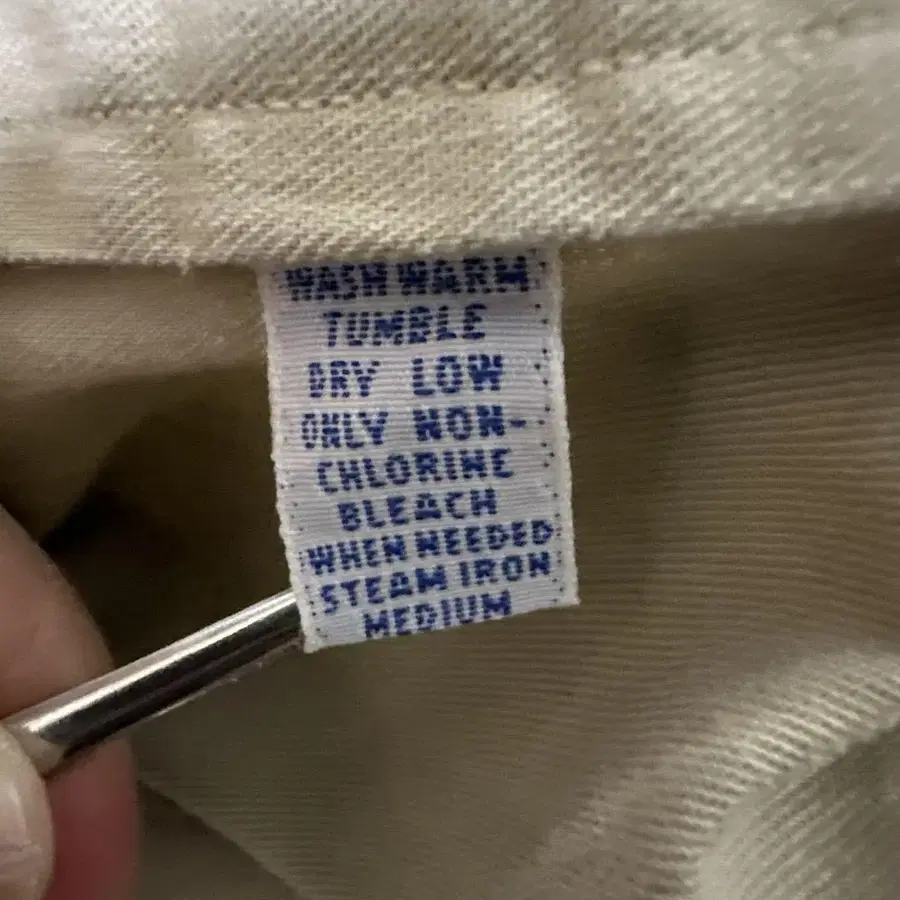 WASH WARM
TUMBLE
DRY LOW
ONLY NON-
CHLORINE
BLEACH
WHEN NEEDED
STEAM IRON
MEDIUM